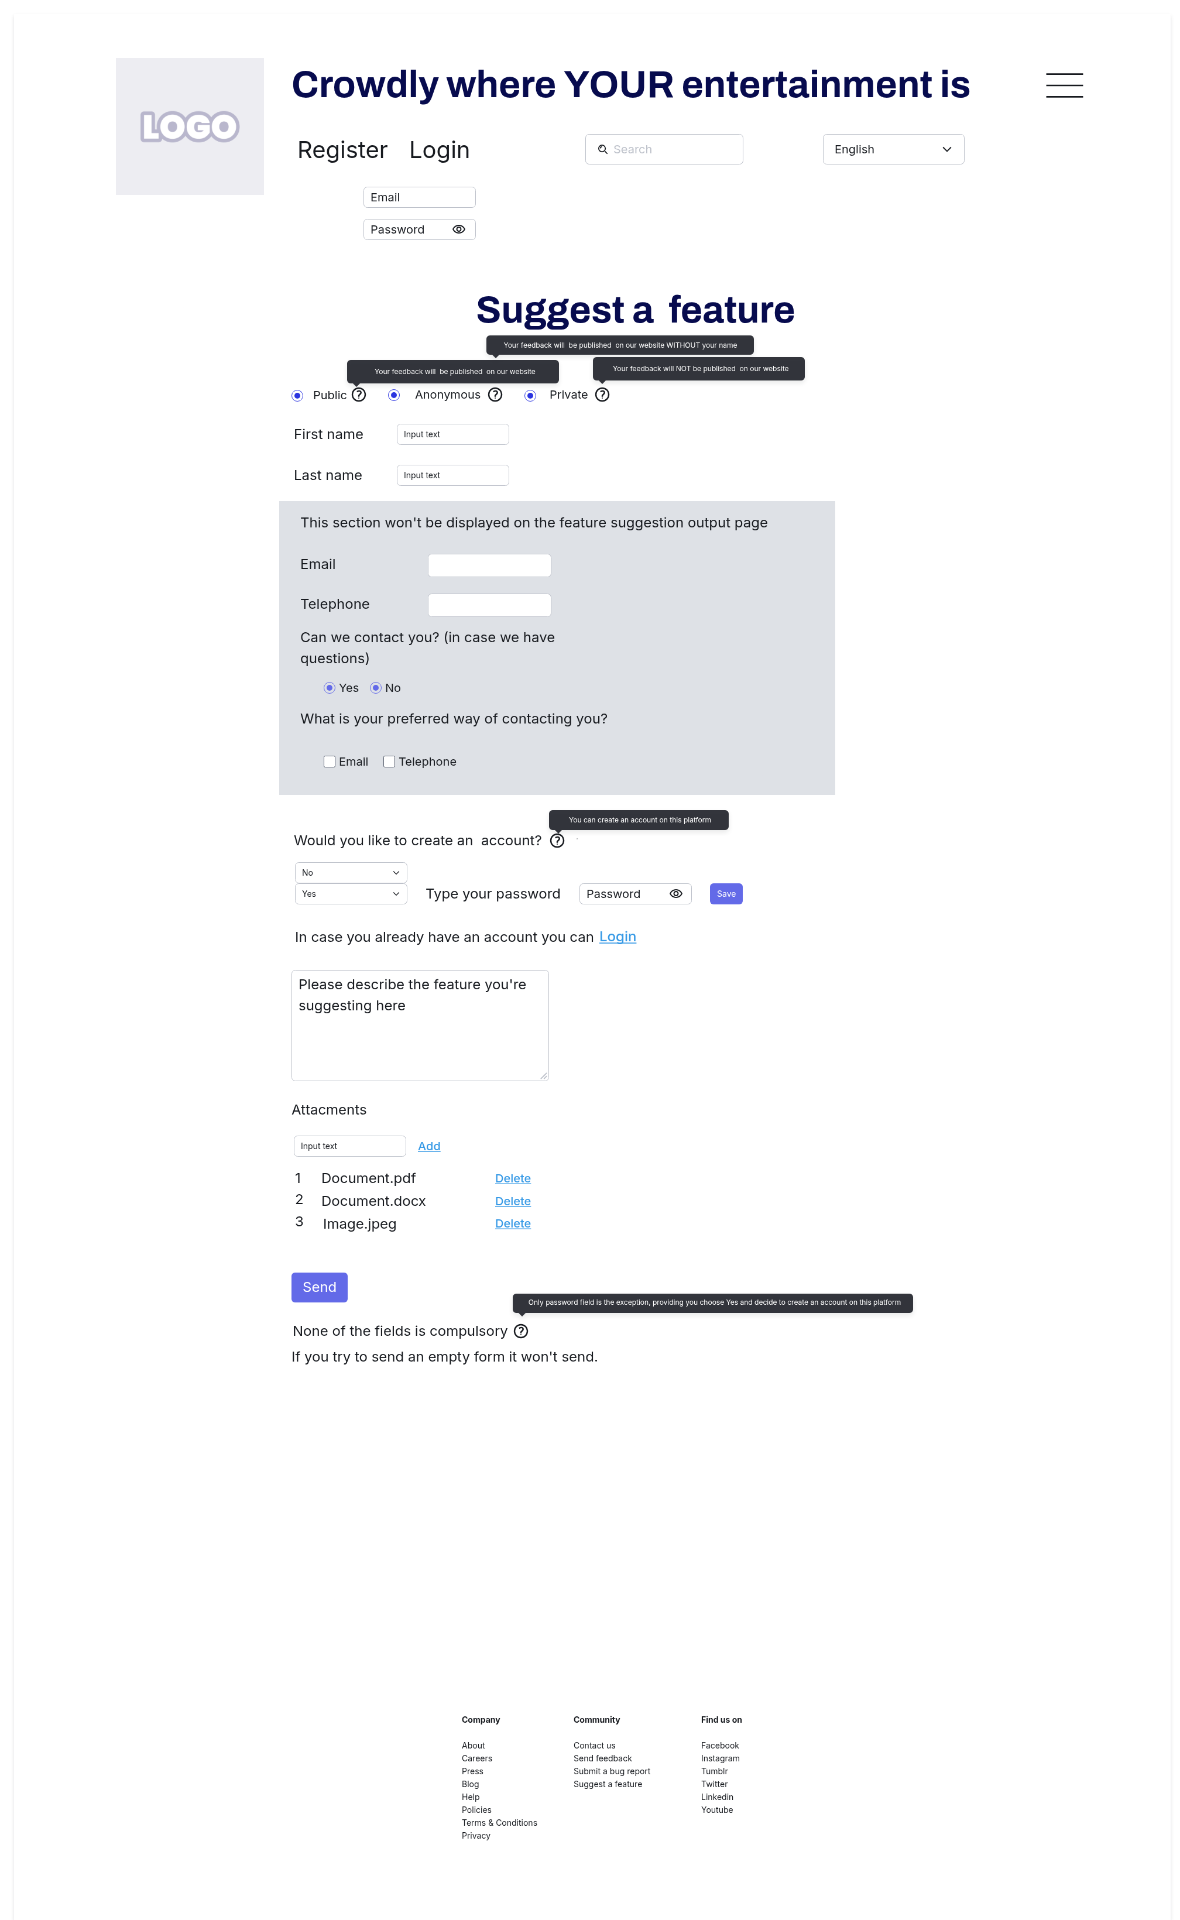 LOGO
Crowdly where YOUR entertainment is
Register Login
Search
English
Email
Password
Suggest a feature
Your feedback will be published on our website WITHOUT your name
Your feedback will be published on our website
Your feedback will NOT be published on our website
Public Anonymous Private
First name Input text
Last name Input text
This section won't be displayed on the feature suggestion output page
Email
Telephone
Can we contact you? (in case we have
questions)
Yes No
What is your preferred way of contacting you?
Email Telephone
You can create an account on this platform
Would you like to create an account?
No
Yes Type your password Password Save
In case you already have an account you can Login
Please describe the feature you're
suggesting here
Attacments
Input text Add
1 Document.pdf Delete
2 Document.docx Delete
3 Image.jpeg Delete
Send
Only password field is the exception, providing you choose Yes and decide to create an account on this platform
None of the fields is compulsory
If you try to send an empty form it won't send.
Company
About
Careers
Press
Blog
Help
Policies
Terms & Conditions
Privacy
Community
Contact us
Send feedback
Submit a bug report
Suggest a feature
Find us on
Facebook
Instagram
Tumblr
Twitter
Linkedin
Youtube